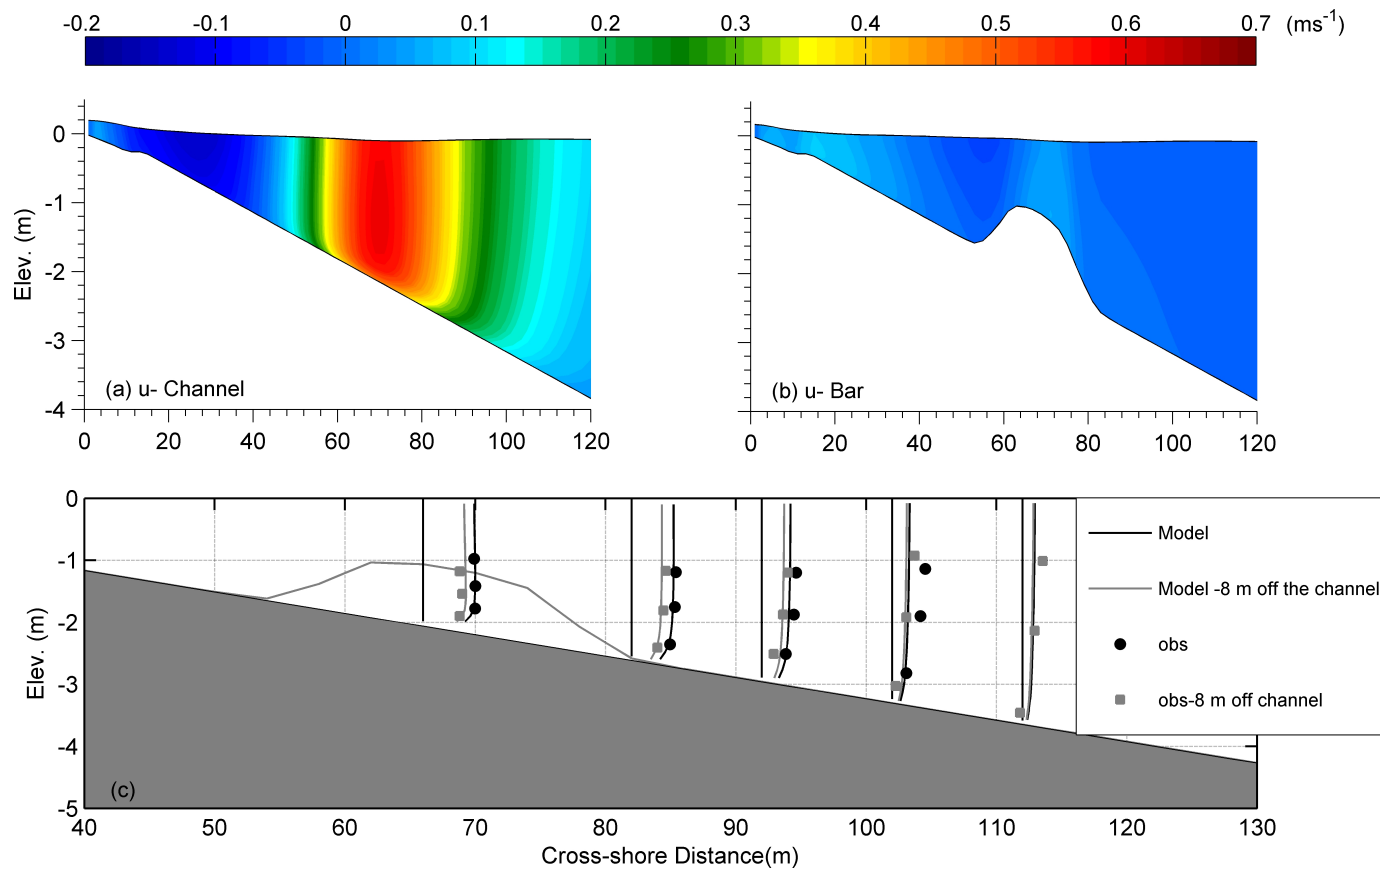 -0.2 -0.1 0 0.1 0.2 0.3 0.4 0.5 0.6 0.7 (ms-1)
0
-1
-2
-3
-4
Elev. (m)
(a) u- Channel
0 20 40 60 80 100 120
(b) u- Bar
0 20 40 60 80 100 120
0
-1
-2
-3
-4
-5
Elev. (m)
Model
Model -8 m off the channel
obs
obs-8 m off channel
(c)
40 50 60 70 80 90 100 110 120 130
Cross-shore Distance(m)